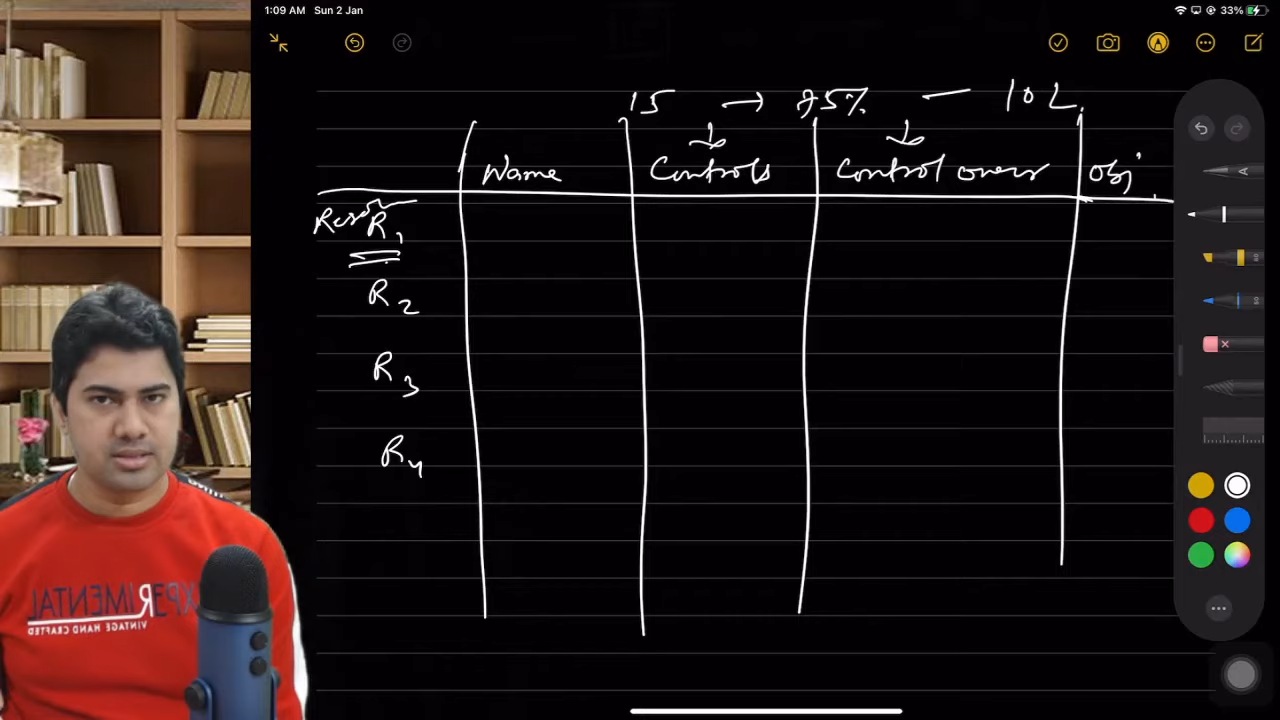 1:09 AM Sun 2 Jan 33%
15 → 75% — 10L
Name Controls Control over Obj.
R1
R2
R3
R4
EXPERIMENTAL
VINTAGE HAND CRAFTED